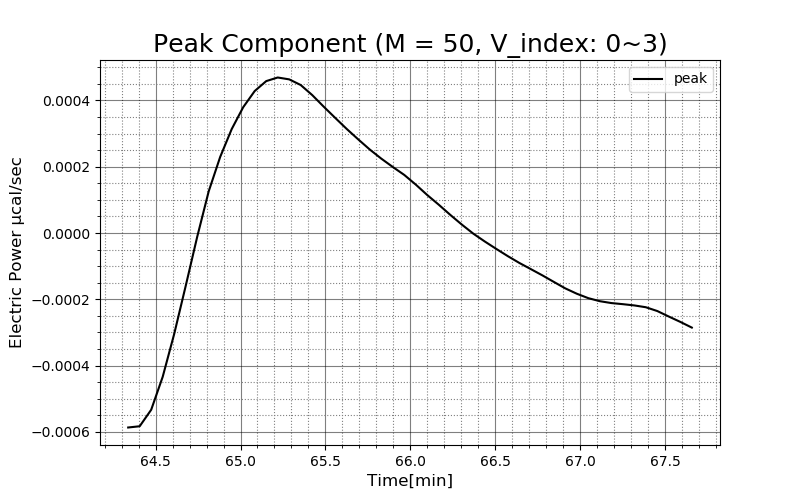 Peak Component (M = 50, V_index: 0~3)
peak
Electric Power μcal/sec
0.0004
0.0002
0.0000
−0.0002
−0.0004
−0.0006
64.5 65.0 65.5 66.0 66.5 67.0 67.5
Time[min]